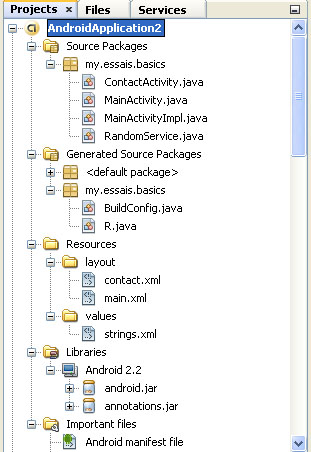 Projects × Files Services
AndroidApplication2
Source Packages
my.essais.basics
ContactActivity.java
MainActivity.java
MainActivityImpl.java
RandomService.java
Generated Source Packages
<default package>
my.essais.basics
BuildConfig.java
R.java
Resources
layout
contact.xml
main.xml
values
strings.xml
Libraries
Android 2.2
android.jar
annotations.jar
Important files
Android manifest file